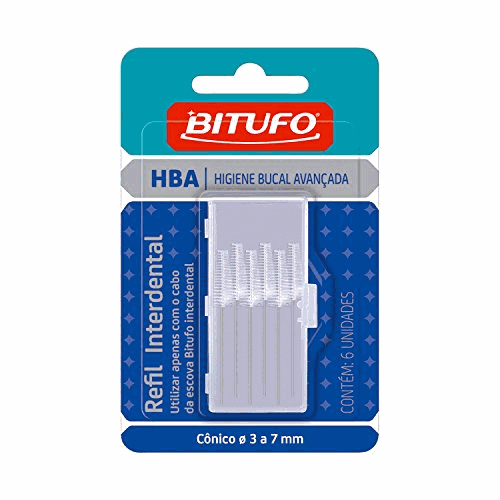 BITUFO
HBA
HIGIENE BUCAL AVANÇADA
Refil Interdental
Utilizar apenas com o cabo
da escova Bitufo interdental
CONTÉM: 6 UNIDADES
Cônico ø 3 a 7 mm